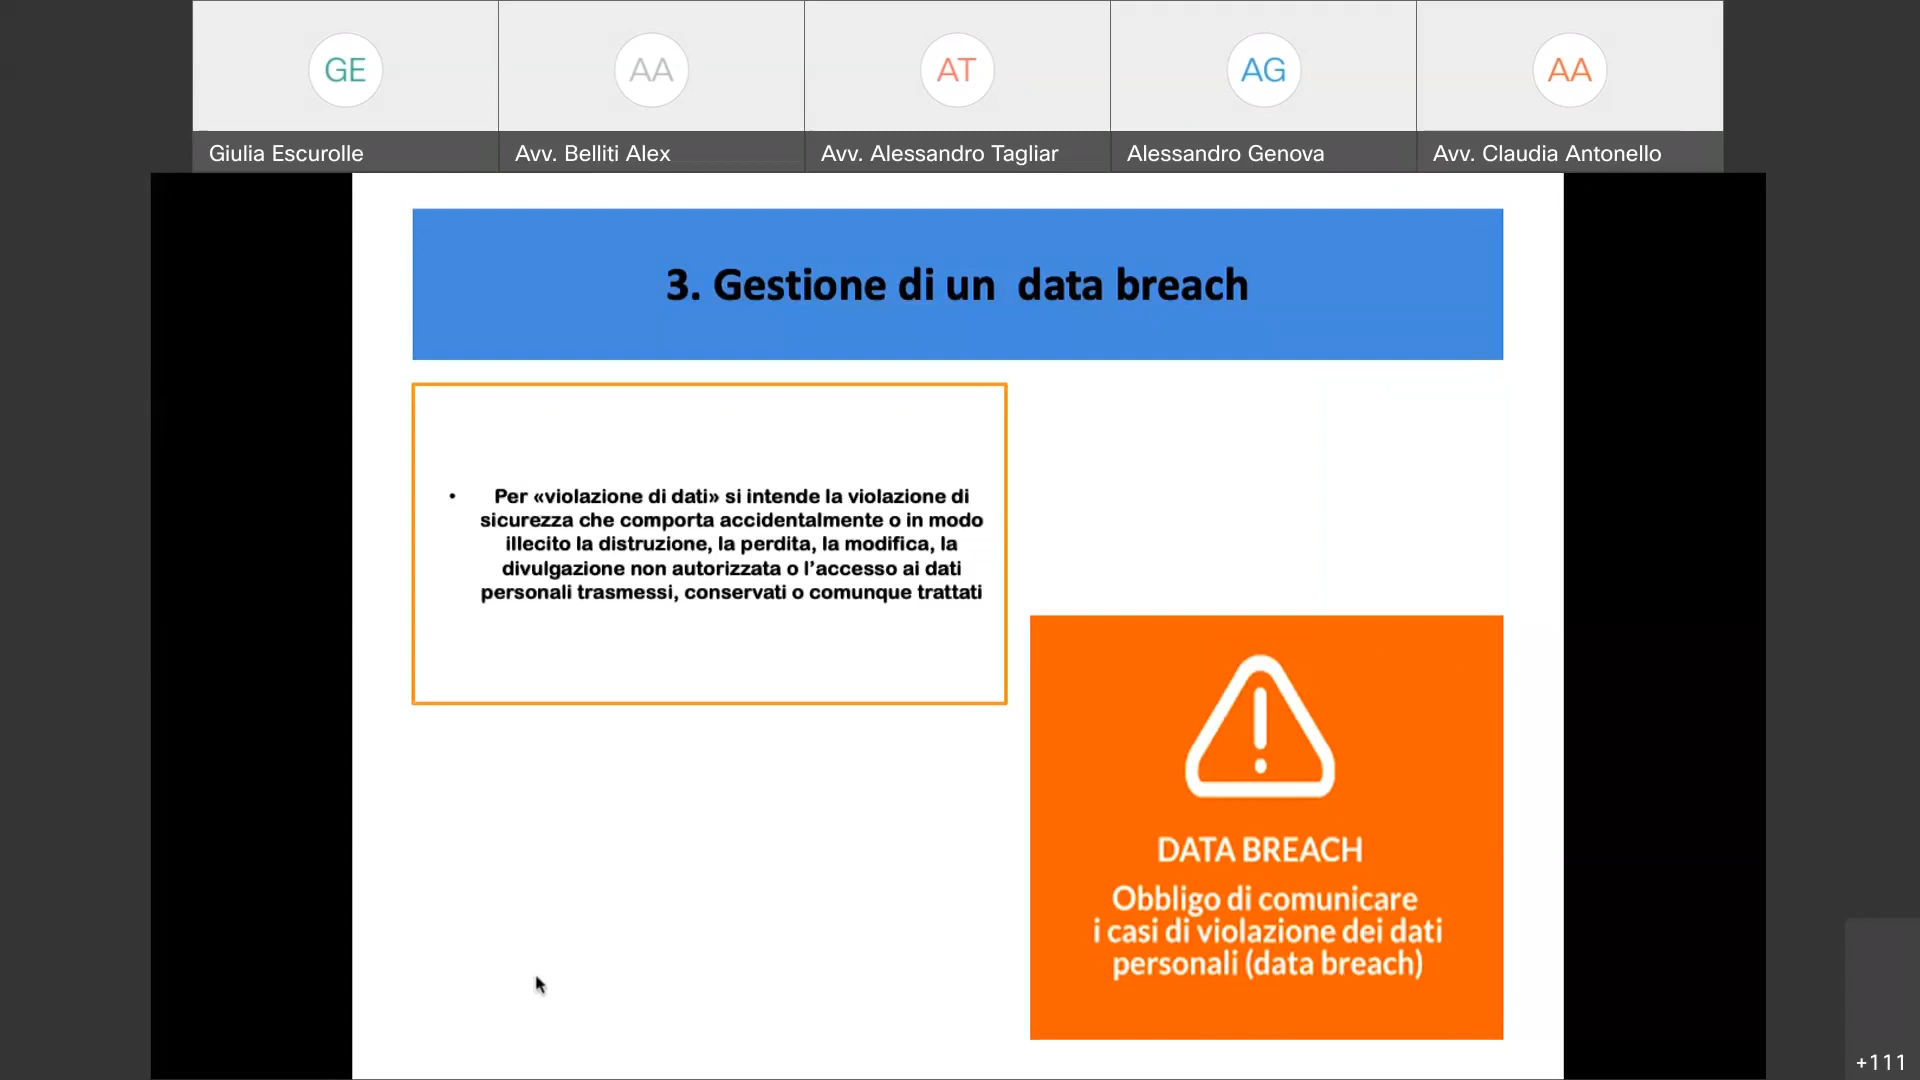 GE
AA
AT
AG
AA
Giulia Escurolle
Avv. Belliti Alex
Avv. Alessandro Tagliar
Alessandro Genova
Avv. Claudia Antonello
3. Gestione di un  data breach
• Per «violazione di dati» si intende la violazione di
sicurezza che comporta accidentalmente o in modo
illecito la distruzione, la perdita, la modifica, la
divulgazione non autorizzata o l’accesso ai dati
personali trasmessi, conservati o comunque trattati
DATA BREACH
Obbligo di comunicare
i casi di violazione dei dati
personali (data breach)
+111